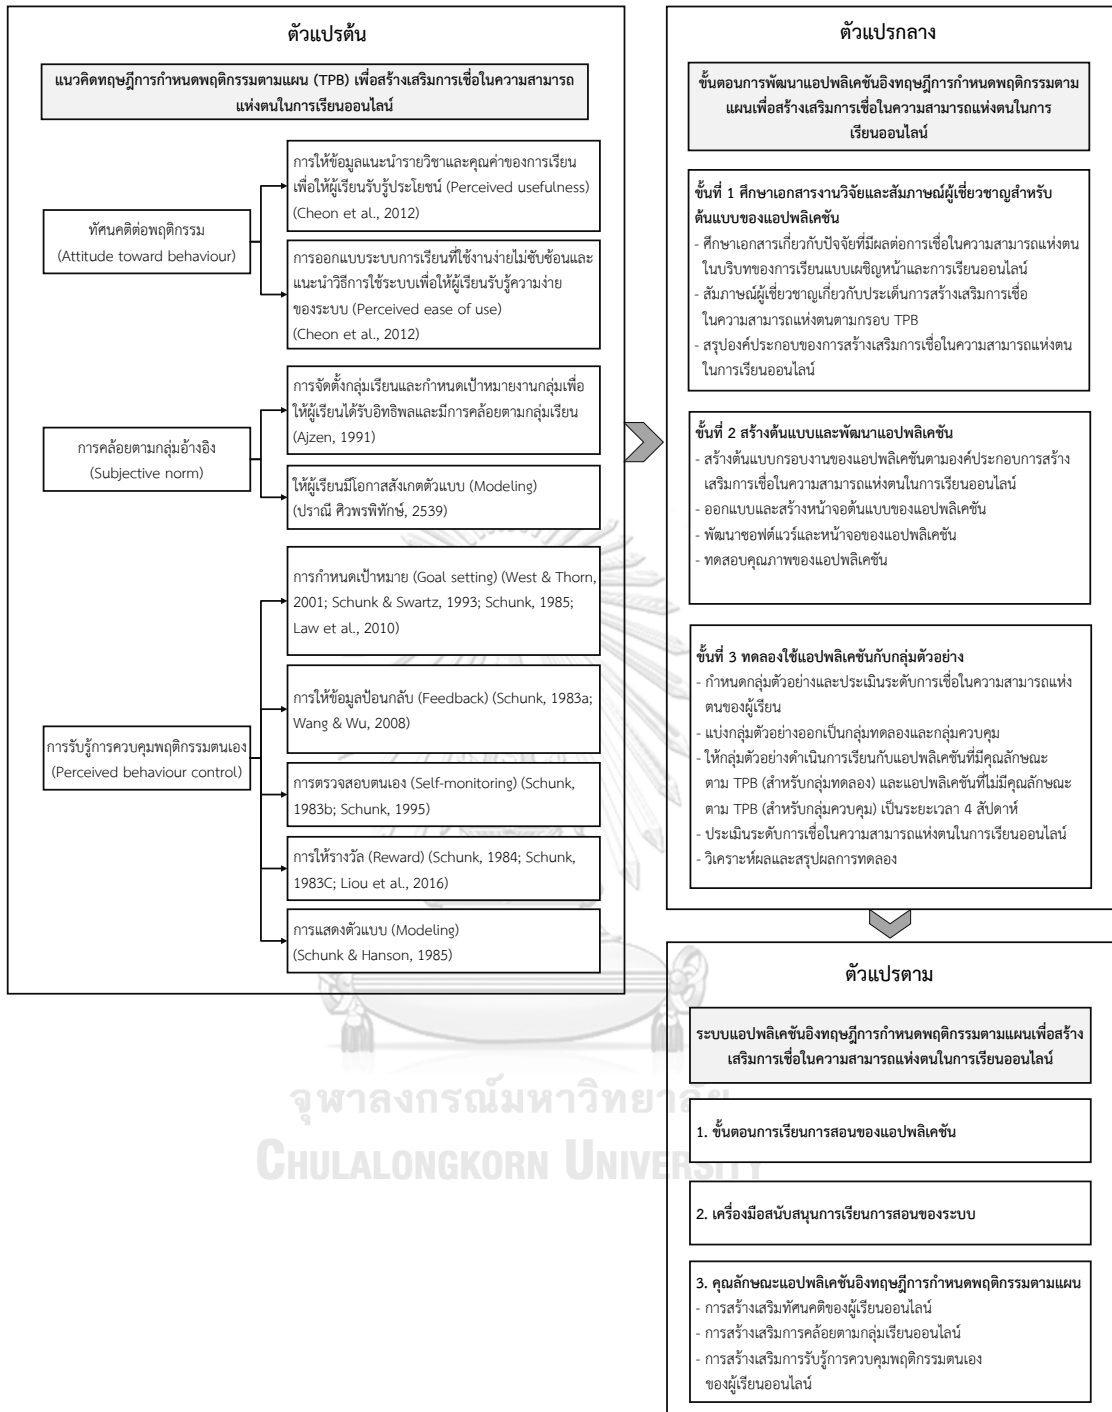 ตัวแปรต้น
แนวคิดทฤษฎีการกำหนดพฤติกรรมตามแผน (TPB) เพื่อสร้างเสริมการเชื่อในความสามารถ
แห่งตนในการเรียนออนไลน์
ทัศนคติต่อพฤติกรรม
(Attitude toward behaviour)
การให้ข้อมูลแนะนำรายวิชาและคุณค่าของการเรียน
เพื่อให้ผู้เรียนรับรู้ประโยชน์ (Perceived usefulness)
(Cheon et al., 2012)
การออกแบบระบบการเรียนที่ใช้งานง่ายไม่ซับซ้อนและ
แนะนำวิธีการใช้ระบบเพื่อให้ผู้เรียนรับรู้ความง่าย
ของระบบ (Perceived ease of use)
(Cheon et al., 2012)
การคล้อยตามกลุ่มอ้างอิง
(Subjective norm)
การจัดตั้งกลุ่มเรียนและกำหนดเป้าหมายงานกลุ่มเพื่อ
ให้ผู้เรียนได้รับอิทธิพลและมีการคล้อยตามกลุ่มเรียน
(Ajzen, 1991)
ให้ผู้เรียนมีโอกาสสังเกตตัวแบบ (Modeling)
(ปราณี ศิวพรพิทักษ์, 2539)
การรับรู้การควบคุมพฤติกรรมตนเอง
(Perceived behaviour control)
การกำหนดเป้าหมาย (Goal setting) (West & Thorn,
2001; Schunk & Swartz, 1993; Schunk, 1985;
Law et al., 2010)
การให้ข้อมูลป้อนกลับ (Feedback) (Schunk, 1983a;
Wang & Wu, 2008)
การตรวจสอบตนเอง (Self-monitoring) (Schunk,
1983b; Schunk, 1995)
การให้รางวัล (Reward) (Schunk, 1984; Schunk,
1983C; Liou et al., 2016)
การแสดงตัวแบบ (Modeling)
(Schunk & Hanson, 1985)
ตัวแปรกลาง
ขั้นตอนการพัฒนาแอปพลิเคชันอิงทฤษฎีการกำหนดพฤติกรรมตาม
แผนเพื่อสร้างเสริมการเชื่อในความสามารถแห่งตนในการ
เรียนออนไลน์
ขั้นที่ 1 ศึกษาเอกสารงานวิจัยและสัมภาษณ์ผู้เชี่ยวชาญสำหรับ
ต้นแบบของแอปพลิเคชัน
- ศึกษาเอกสารเกี่ยวกับปัจจัยที่มีผลต่อการเชื่อในความสามารถแห่งตน
ในบริบทของการเรียนแบบเผชิญหน้าและการเรียนออนไลน์
- สัมภาษณ์ผู้เชี่ยวชาญเกี่ยวกับประเด็นการสร้างเสริมการเชื่อ
ในความสามารถแห่งตนตามกรอบ TPB
- สรุปองค์ประกอบของการสร้างเสริมการเชื่อในความสามารถแห่งตน
ในการเรียนออนไลน์
ขั้นที่ 2 สร้างต้นแบบและพัฒนาแอปพลิเคชัน
- สร้างต้นแบบกรอบงานของแอปพลิเคชันตามองค์ประกอบการสร้าง
เสริมการเชื่อในความสามารถแห่งตนในการเรียนออนไลน์
- ออกแบบและสร้างหน้าจอต้นแบบของแอปพลิเคชัน
- พัฒนาซอฟต์แวร์และหน้าจอของแอปพลิเคชัน
- ทดสอบคุณภาพของแอปพลิเคชัน
ขั้นที่ 3 ทดลองใช้แอปพลิเคชันกับกลุ่มตัวอย่าง
- กำหนดกลุ่มตัวอย่างและประเมินระดับการเชื่อในความสามารถแห่ง
ตนของผู้เรียน
- แบ่งกลุ่มตัวอย่างออกเป็นกลุ่มทดลองและกลุ่มควบคุม
- ให้กลุ่มตัวอย่างดำเนินการเรียนกับแอปพลิเคชันที่มีคุณลักษณะ
ตาม TPB (สำหรับกลุ่มทดลอง) และแอปพลิเคชันที่ไม่มีคุณลักษณะ
ตาม TPB (สำหรับกลุ่มควบคุม) เป็นระยะเวลา 4 สัปดาห์
- ประเมินระดับการเชื่อในความสามารถแห่งตนในการเรียนออนไลน์
- วิเคราะห์ผลและสรุปผลการทดลอง
ตัวแปรตาม
ระบบแอปพลิเคชันอิงทฤษฎีการกำหนดพฤติกรรมตามแผนเพื่อสร้าง
เสริมการเชื่อในความสามารถแห่งตนในการเรียนออนไลน์
1. ขั้นตอนการเรียนการสอนของแอปพลิเคชัน
2. เครื่องมือสนับสนุนการเรียนการสอนของระบบ
3. คุณลักษณะแอปพลิเคชันอิงทฤษฎีการกำหนดพฤติกรรมตามแผน
- การสร้างเสริมทัศนคติของผู้เรียนออนไลน์
- การสร้างเสริมการคล้อยตามกลุ่มเรียนออนไลน์
- การสร้างเสริมการรับรู้การควบคุมพฤติกรรมตนเอง
ของผู้เรียนออนไลน์
จุฬาลงกรณ์มหาวิทยาลัย
CHULALONGKORN UNIVERSITY